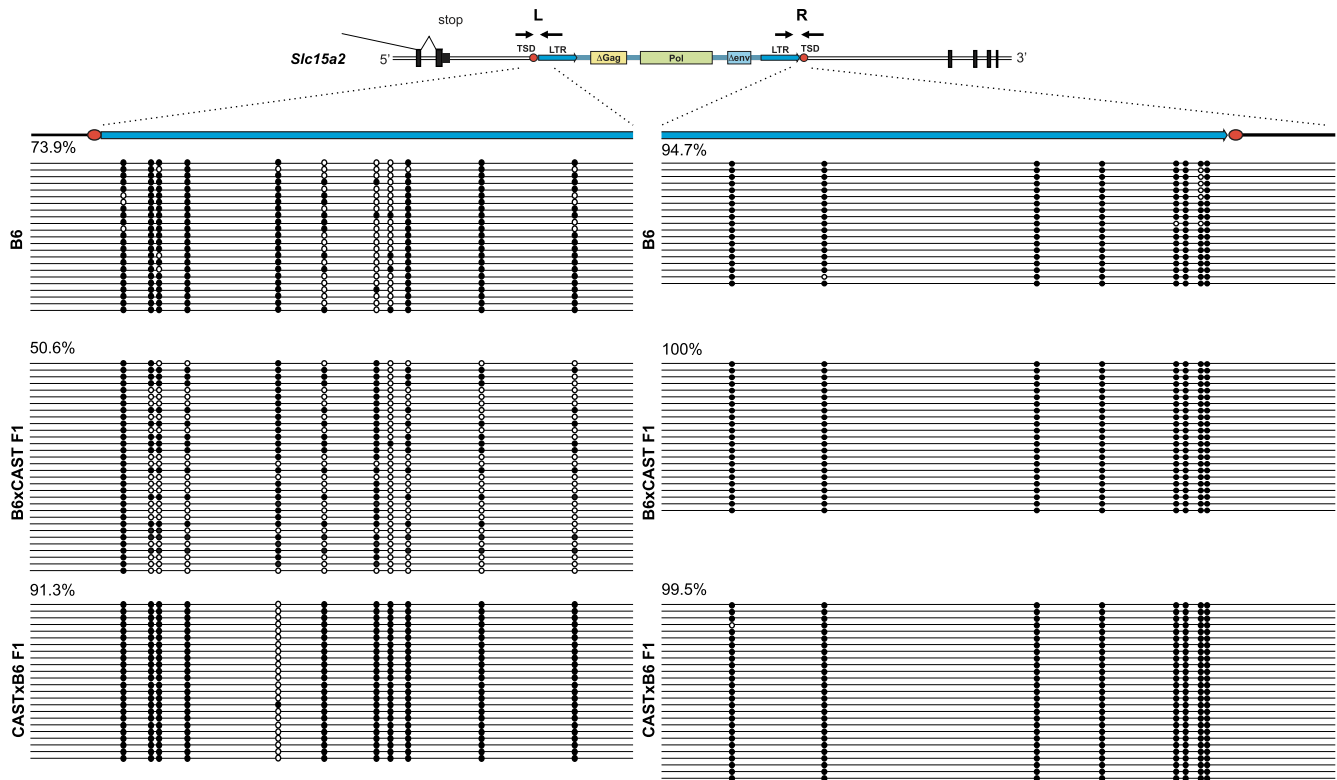 stop
L
R
Slc15a2
5'
TSD
LTR
ΔGag
Pol
Δenv
LTR
TSD
3'
73.9%
94.7%
B6
B6
50.6%
100%
B6xCAST F1
B6xCAST F1
91.3%
99.5%
CASTxB6 F1
CASTxB6 F1